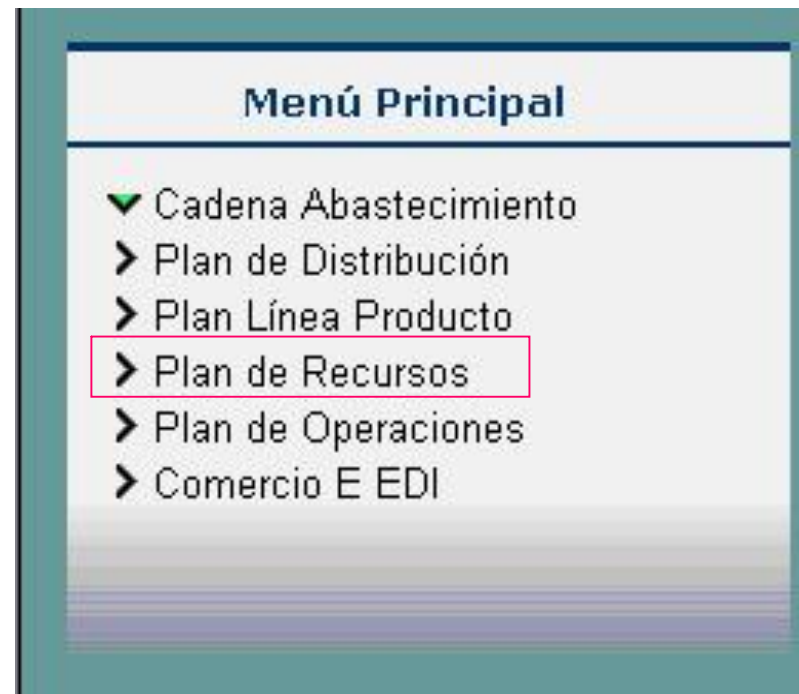 Menú Principal
Cadena Abastecimiento
Plan de Distribución
Plan Línea Producto
Plan de Recursos
Plan de Operaciones
Comercio E EDI